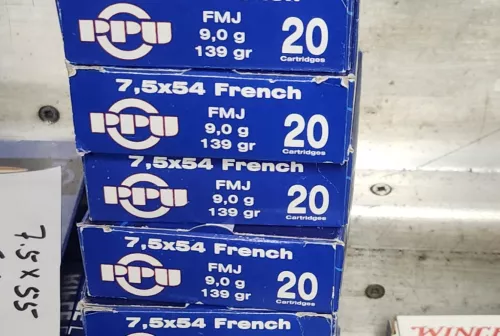 PPU
FMJ
9,0 g
139 gr
20
Cartridges
7,5x54 French
PPU
FMJ
9,0 g
139 gr
20
Cartridges
7,5x54 French
PPU
FMJ
9,0 g
139 gr
20
Cartridges
7,5x54 French
PPU
FMJ
9,0 g
139 gr
20
Cartridges
7,5x54 French
7.5 x 55